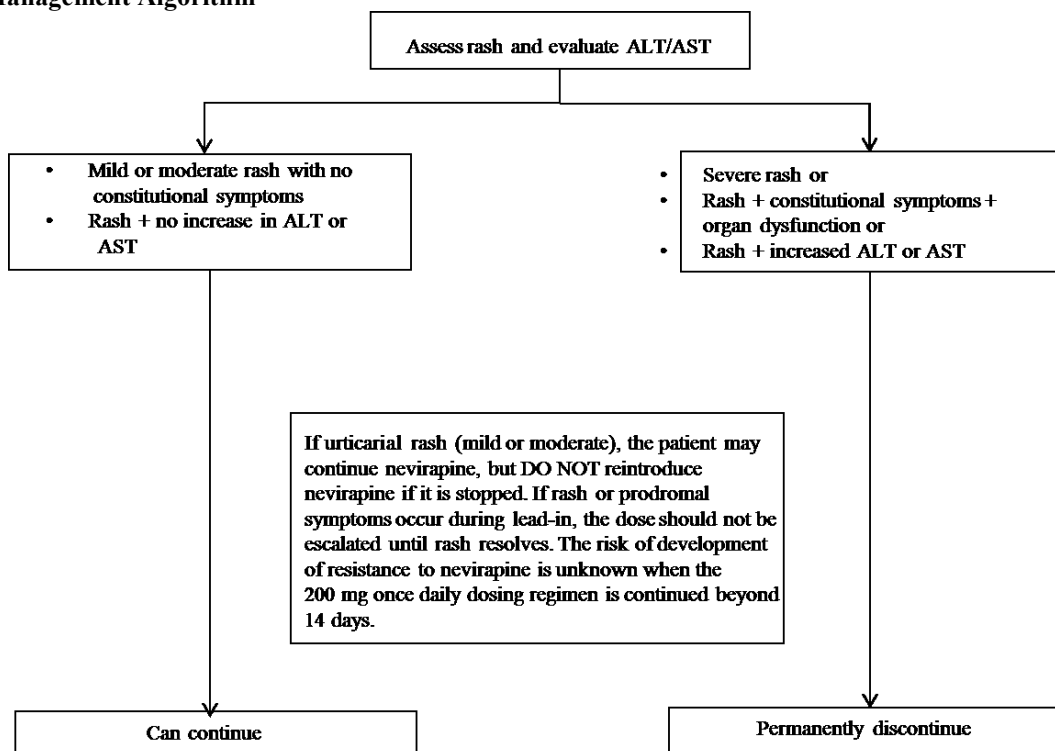 Management Algorithm
Assess rash and evaluate ALT/AST
• Mild or moderate rash with no
constitutional symptoms
• Rash + no increase in ALT or
AST
• Severe rash or
• Rash + constitutional symptoms +
organ dysfunction or
• Rash + increased ALT or AST
If urticarial rash (mild or moderate), the patient may
continue nevirapine, but DO NOT reintroduce
nevirapine if it is stopped. If rash or prodromal
symptoms occur during lead-in, the dose should not be
escalated until rash resolves. The risk of development
of resistance to nevirapine is unknown when the
200 mg once daily dosing regimen is continued beyond
14 days.
Can continue
Permanently discontinue